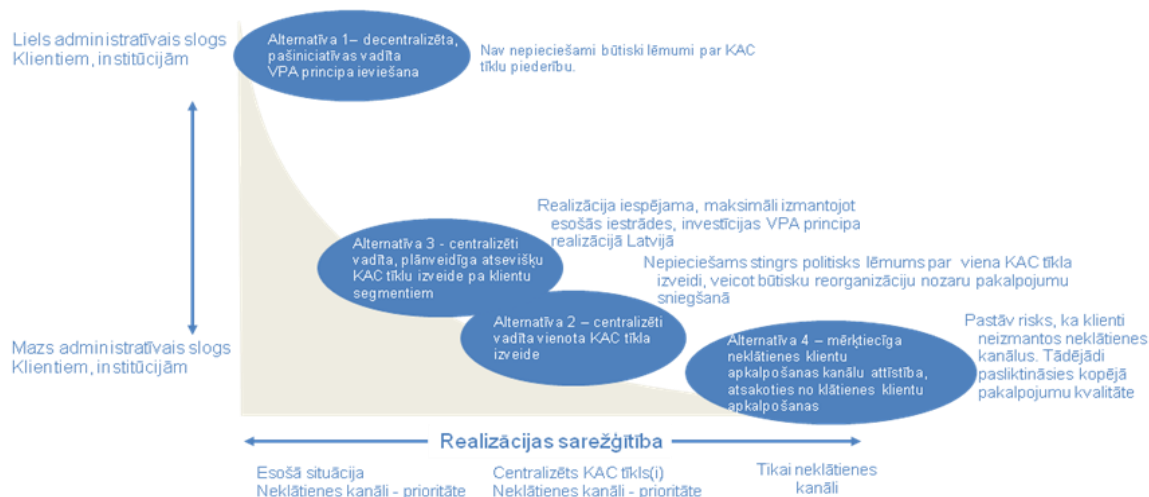 Liels administratīvais slogs
Klientiem, institūcijām
Alternatīva 1– decentralizēta,
pašiniciatīvas vadīta
VPA principa ieviešana
Nav nepieciešami būtiski lēmumi par KAC
tīklu piederību.
Realizācija iespējama, maksimāli izmantojot
esošās iestrādes, investīcijas VPA principa
realizācijā Latvijā
Alternatīva 3 - centralizēti
vadīta, plānveidīga atsevišķu
KAC tīklu izveide pa klientu
segmentiem
Nepieciešams stingrs politisks lēmums par viena KAC tīkla
izveidi, veicot būtisku reorganizāciju nozaru pakalpojumu
sniegšanā
Alternatīva 2 – centralizēti
vadīta vienota KAC tīkla
izveide
Mazs administratīvais slogs
Klientiem, institūcijām
Alternatīva 4 – mērķtiecīga
neklātienes klientu
apkalpošanas kanālu attīstība,
atsakoties no klātienes klientu
apkalpošanas
Pastāv risks, ka klienti
neizmantos neklātienes
kanālus. Tādējādi
pasliktināsies kopējā
pakalpojumu kvalitāte
Realizācijas sarežģītība
Esošā situācija
Neklātienes kanāli - prioritāte
Centralizēts KAC tīkls(i)
Neklātienes kanāli - prioritāte
Tikai neklātienes
kanāli